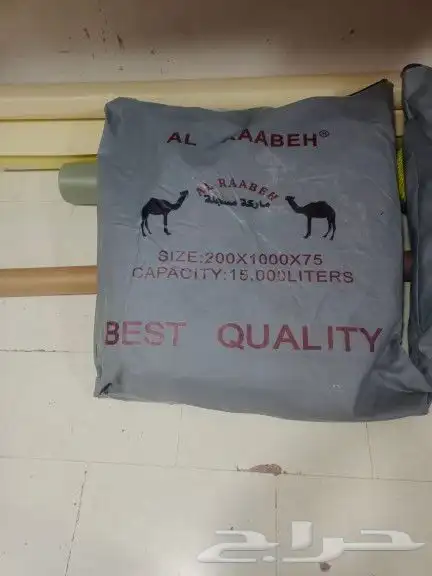 AL RAABEH®
AL RAABEH
ماركة مسجلة
SIZE:200X1000X75
CAPACITY:15.000LITERS
BEST QUALITY
حراج